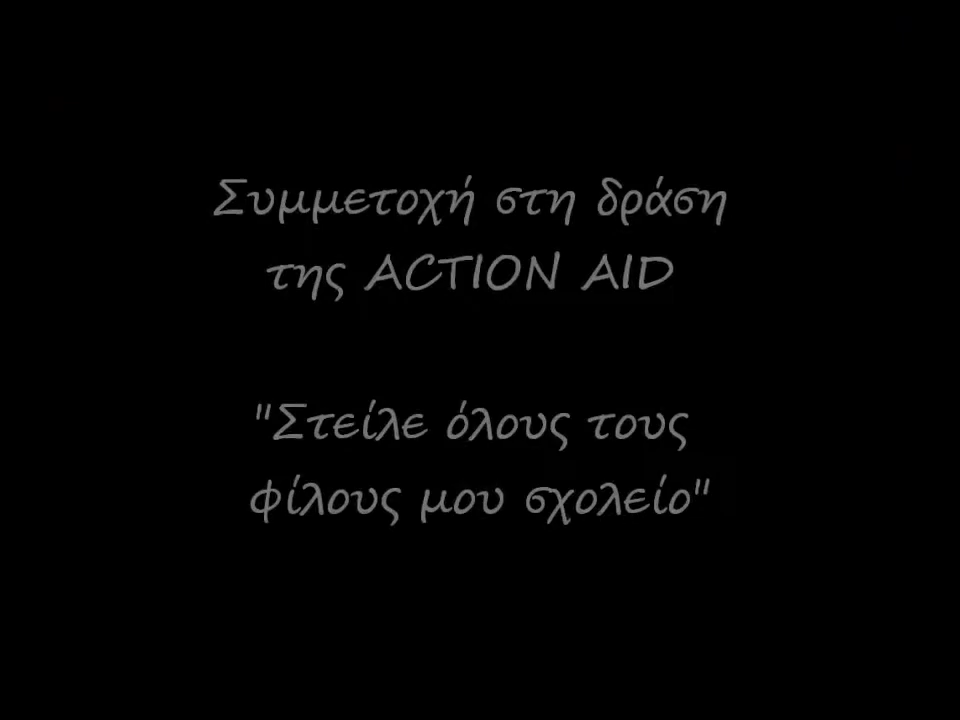 Συμμετοχή στη δράση
της ACTION AID
"Στείλε όλους τους
φίλους μου σχολείο"